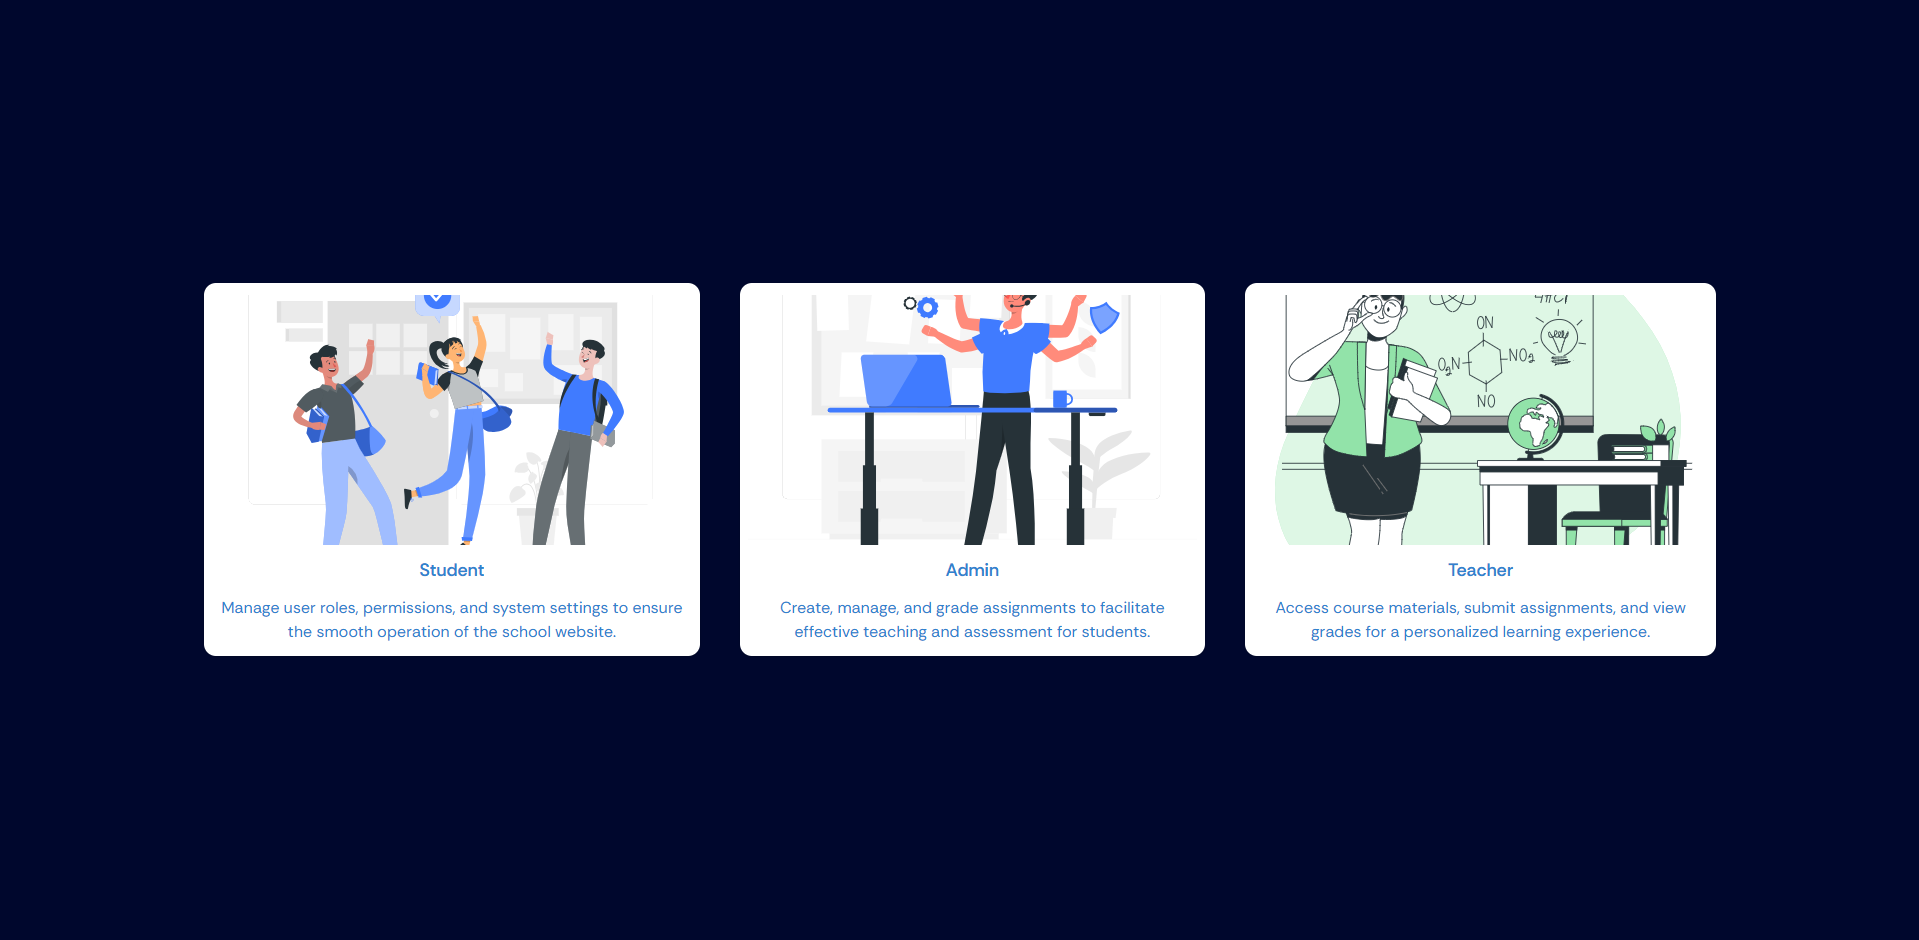 4HCl
ON
O₂N
NO₂
NO
Student
Manage user roles, permissions, and system settings to ensure
the smooth operation of the school website.
Admin
Create, manage, and grade assignments to facilitate
effective teaching and assessment for students.
Teacher
Access course materials, submit assignments, and view
grades for a personalized learning experience.